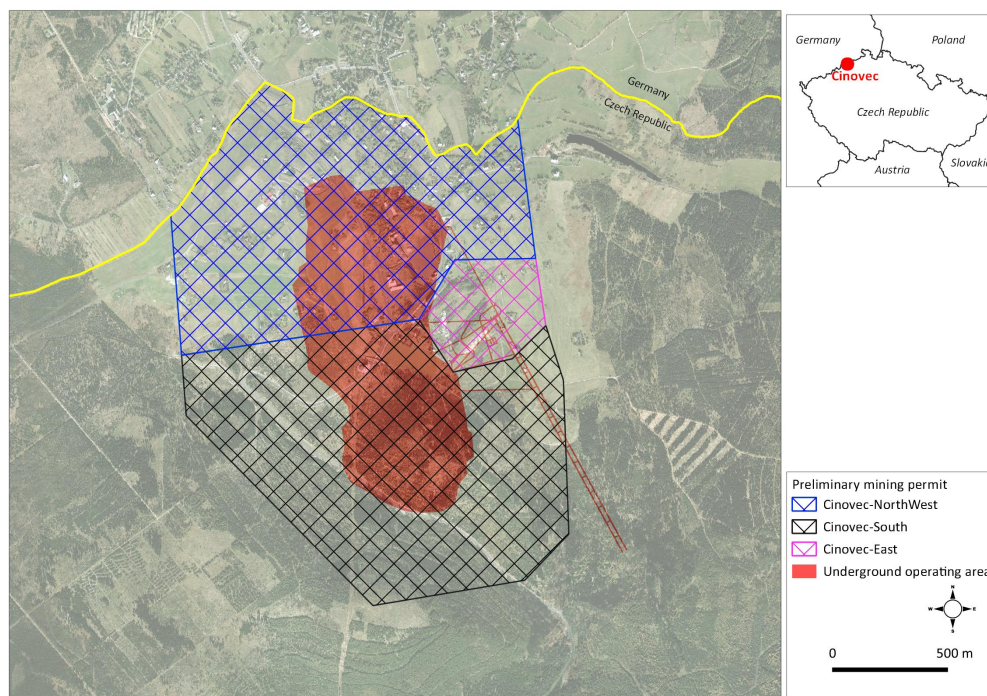 Germany
Czech Republic
Germany
Poland
Cinovec
Czech Republic
Austria
Slovaki
Preliminary mining permit
Cinovec-NorthWest
Cinovec-South
Cinovec-East
Underground operating area
N
W E
S
0 500 m